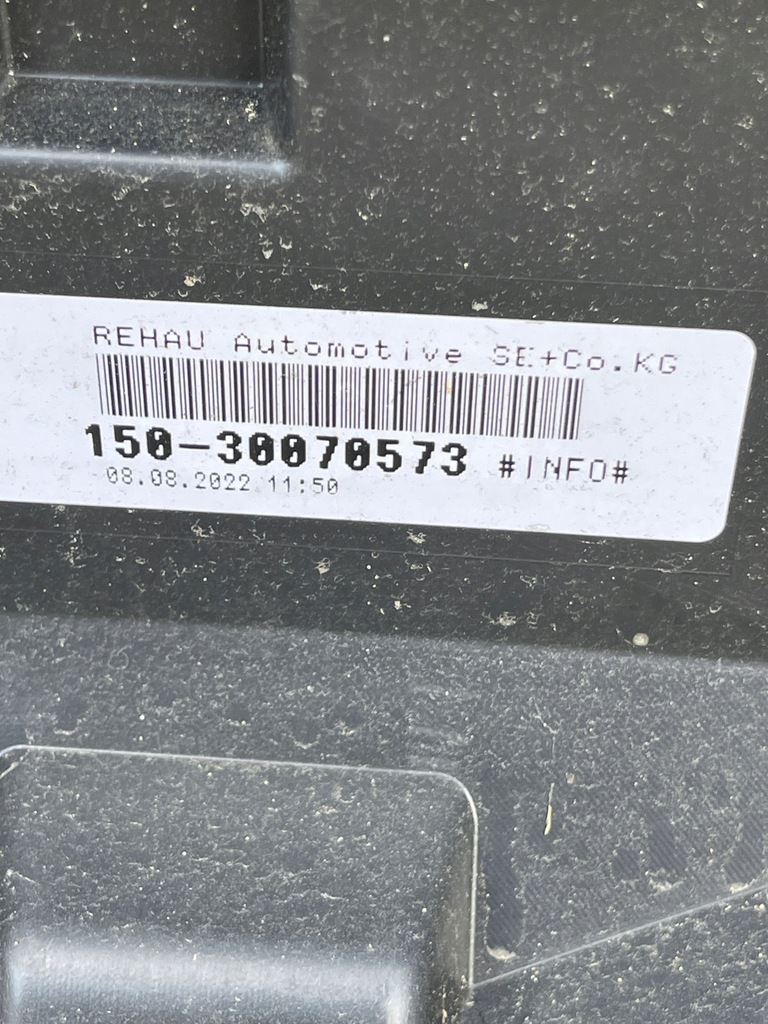 REHAU Automotive SE+Co.KG
150-30070573 #INFO#
08.08.2022 11:50